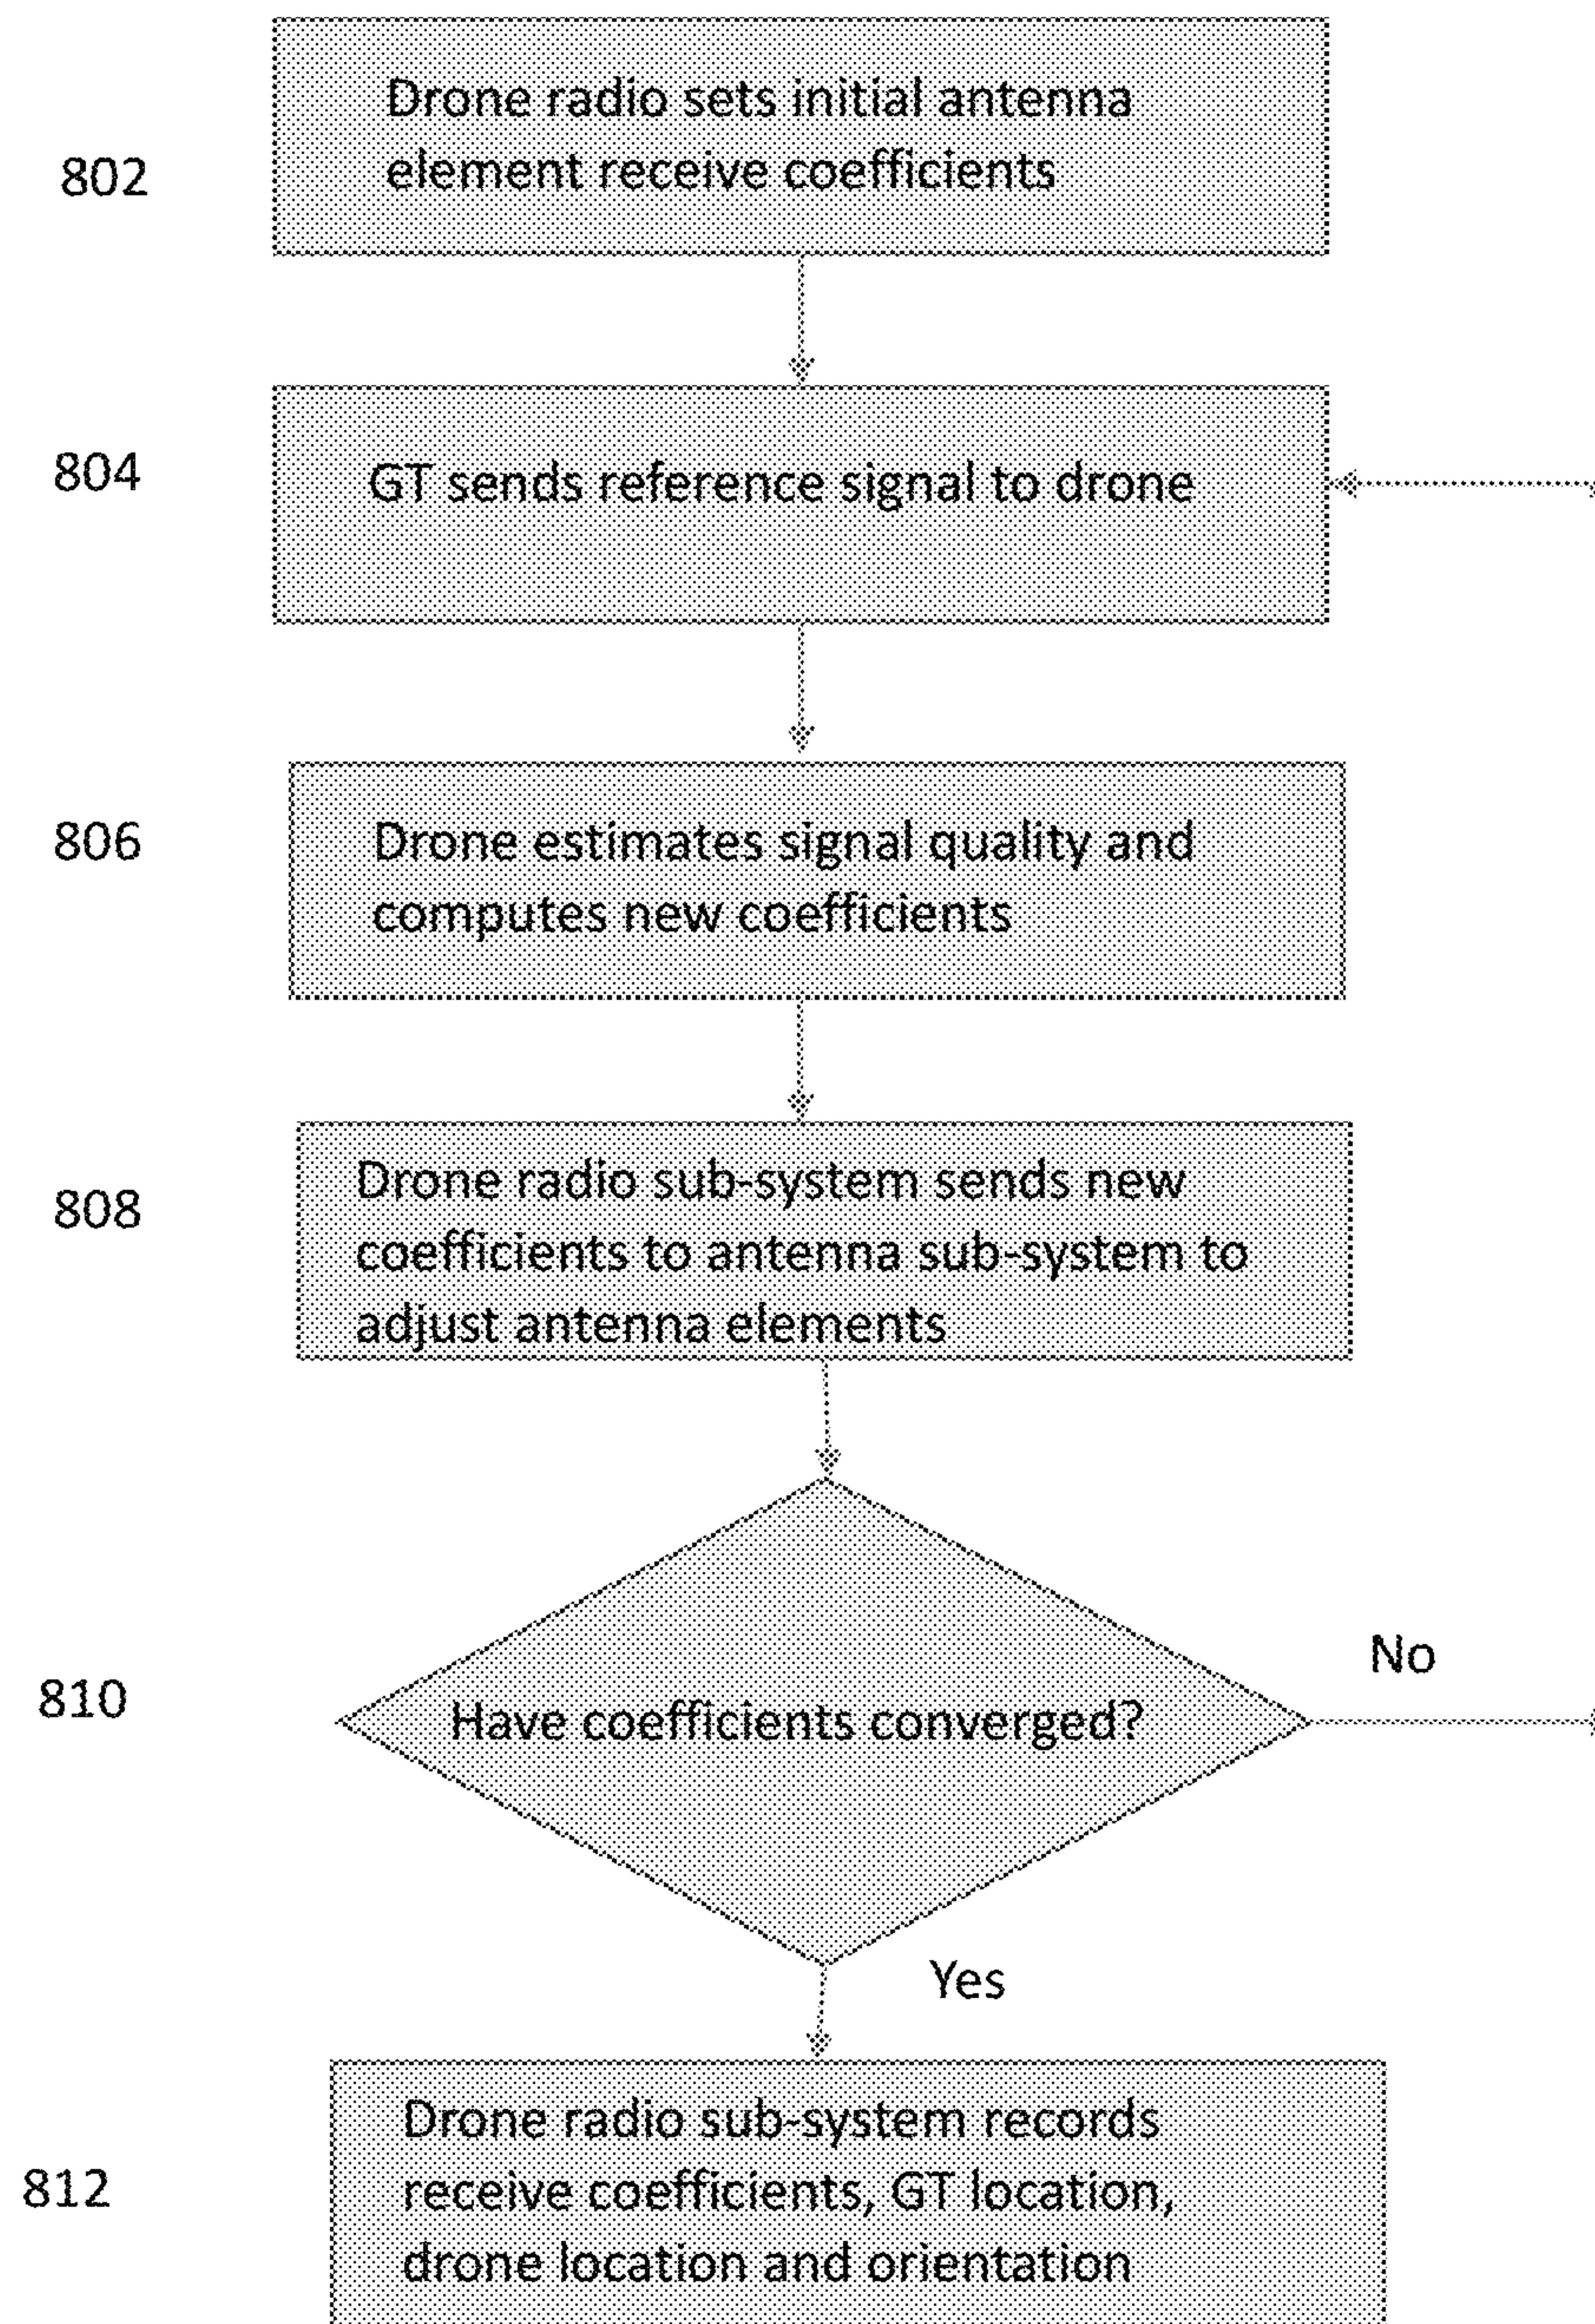 802
Drone radio sets initial antenna
element receive coefficients
804
GT sends reference signal to drone
806
Drone estimates signal quality and
computes new coefficients
808
Drone radio sub-system sends new
coefficients to antenna sub-system to
adjust antenna elements
810
Have coefficients converged?
No
Yes
812
Drone radio sub-system records
receive coefficients, GT location,
drone location and orientation